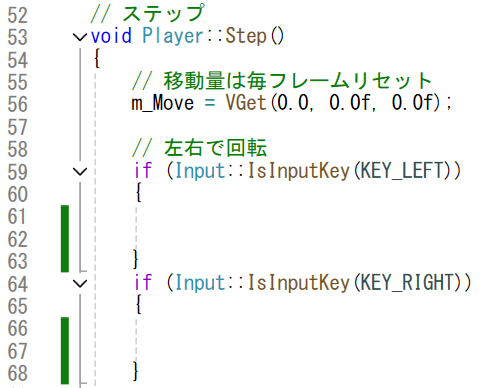 52 // ステップ
53 void Player::Step()
54 {
55 // 移動量は毎フレームリセット
56 m_Move = VGet(0.0, 0.0f, 0.0f);
57
58 // 左右で回転
59 if (Input::IsInputKey(KEY_LEFT))
60 {
61
62
63 }
64 if (Input::IsInputKey(KEY_RIGHT))
65 {
66
67
68 }